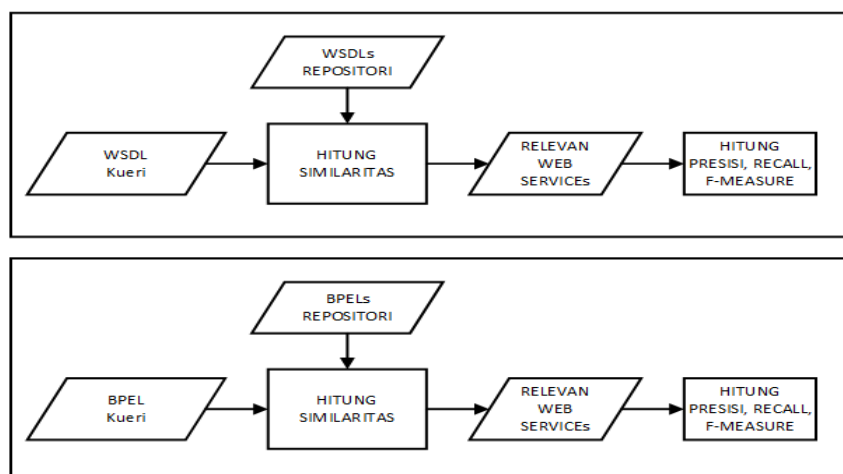 WSDLs
REPOSITORI
WSDL
Kueri
HITUNG
SIMILARITAS
RELEVAN
WEB
SERVICEs
HITUNG
PRESISI, RECALL,
F-MEASURE
BPELs
REPOSITORI
BPEL
Kueri
HITUNG
SIMILARITAS
RELEVAN
WEB
SERVICEs
HITUNG
PRESISI, RECALL,
F-MEASURE